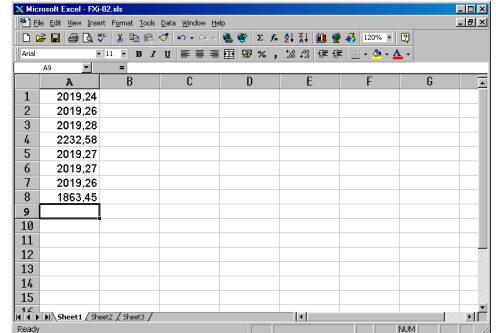 Microsoft Excel - FXi-02.xls
File Edit View Insert Format Tools Data Window Help
120%
Arial 11 B I U % ,
A9 =
A B C D E F G
1 2019,24
2 2019,26
3 2019,28
4 2232,58
5 2019,27
6 2019,27
7 2019,26
8 1863,45
9
10
11
12
13
14
15
16
Sheet1 Sheet2 Sheet3
Ready NUM